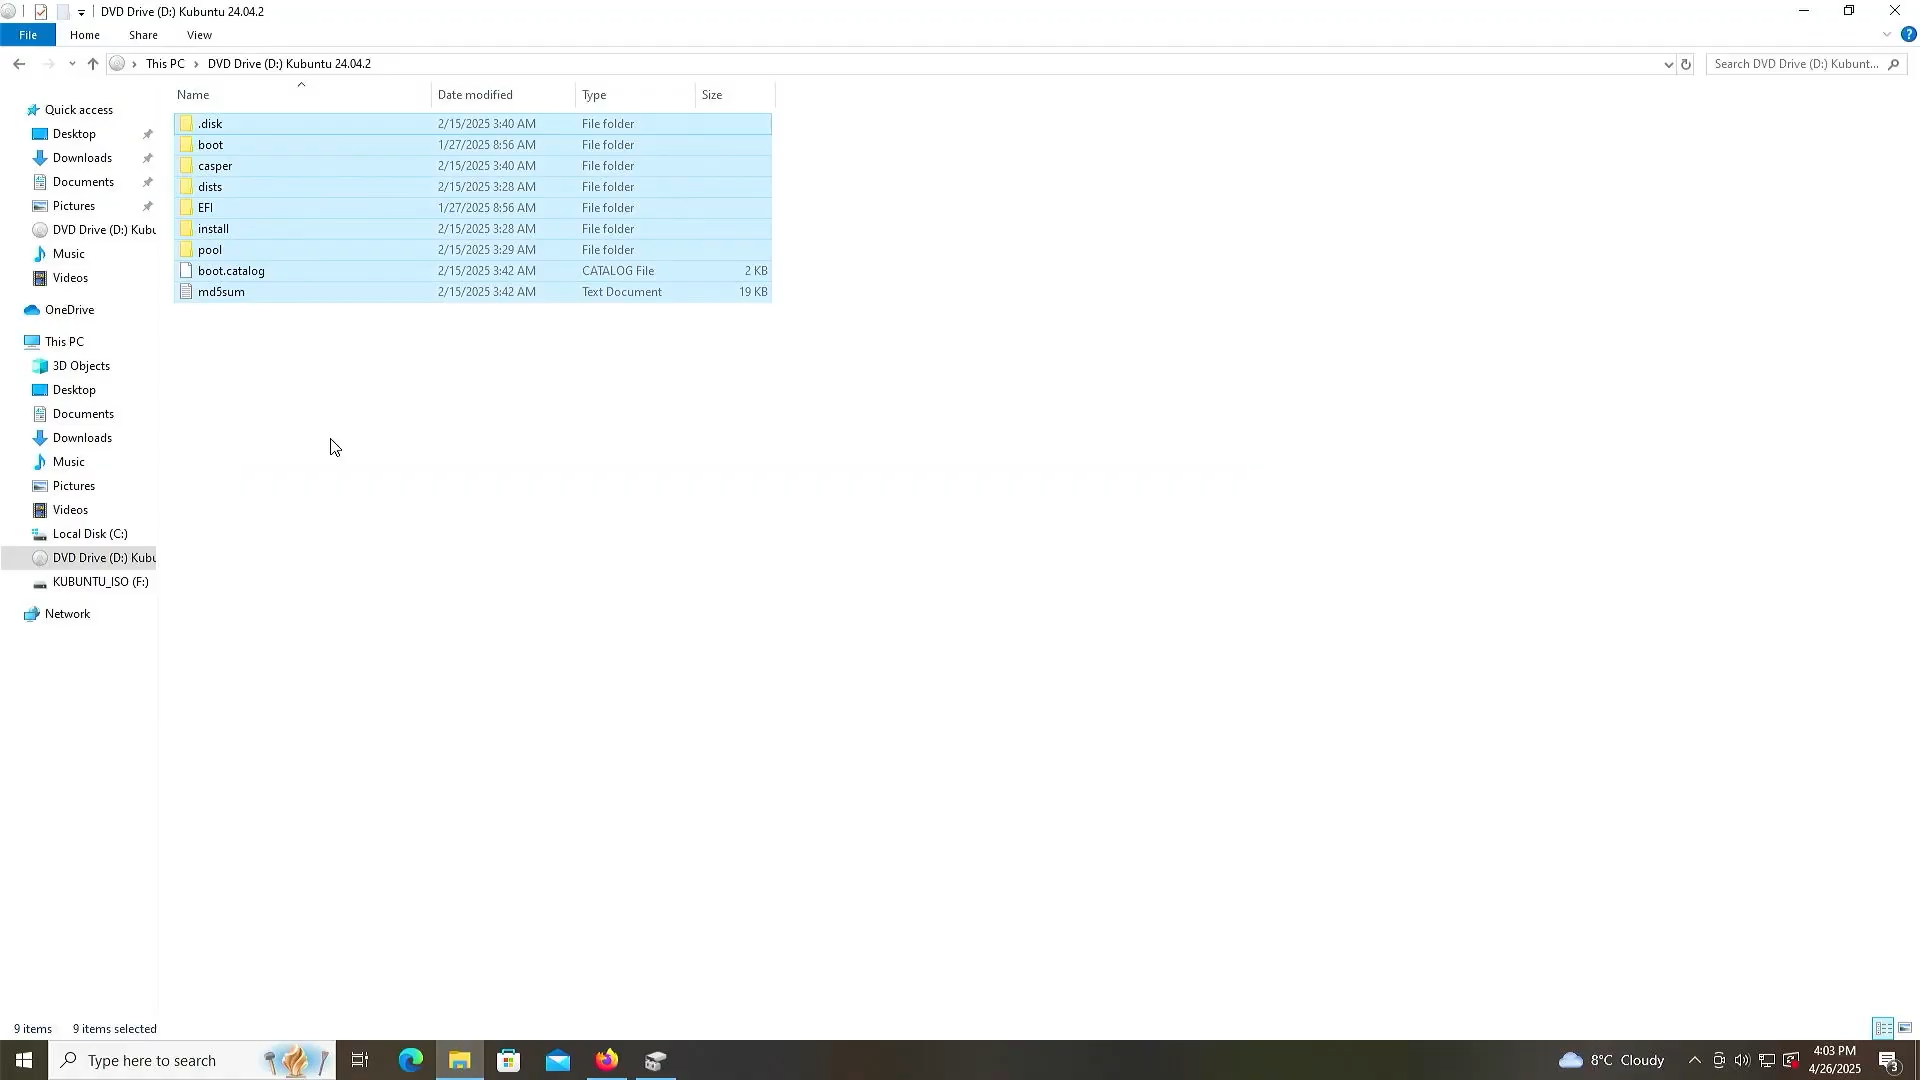 DVD Drive (D:) Kubuntu 24.04.2
File Home Share View
This PC DVD Drive (D:) Kubuntu 24.04.2 Search DVD Drive (D:) Kubunt...
Name Date modified Type Size
.disk 2/15/2025 3:40 AM File folder
boot 1/27/2025 8:56 AM File folder
casper 2/15/2025 3:40 AM File folder
dists 2/15/2025 3:28 AM File folder
EFI 1/27/2025 8:56 AM File folder
install 2/15/2025 3:28 AM File folder
pool 2/15/2025 3:29 AM File folder
boot.catalog 2/15/2025 3:42 AM CATALOG File 2 KB
md5sum 2/15/2025 3:42 AM Text Document 19 KB
Quick access
Desktop
Downloads
Documents
Pictures
DVD Drive (D:) Kubu
Music
Videos
OneDrive
This PC
3D Objects
Desktop
Documents
Downloads
Music
Pictures
Videos
Local Disk (C:)
DVD Drive (D:) Kubu
KUBUNTU_ISO (F:)
Network
9 items 9 items selected
Type here to search
8°C Cloudy
4:03 PM
4/26/2025
3